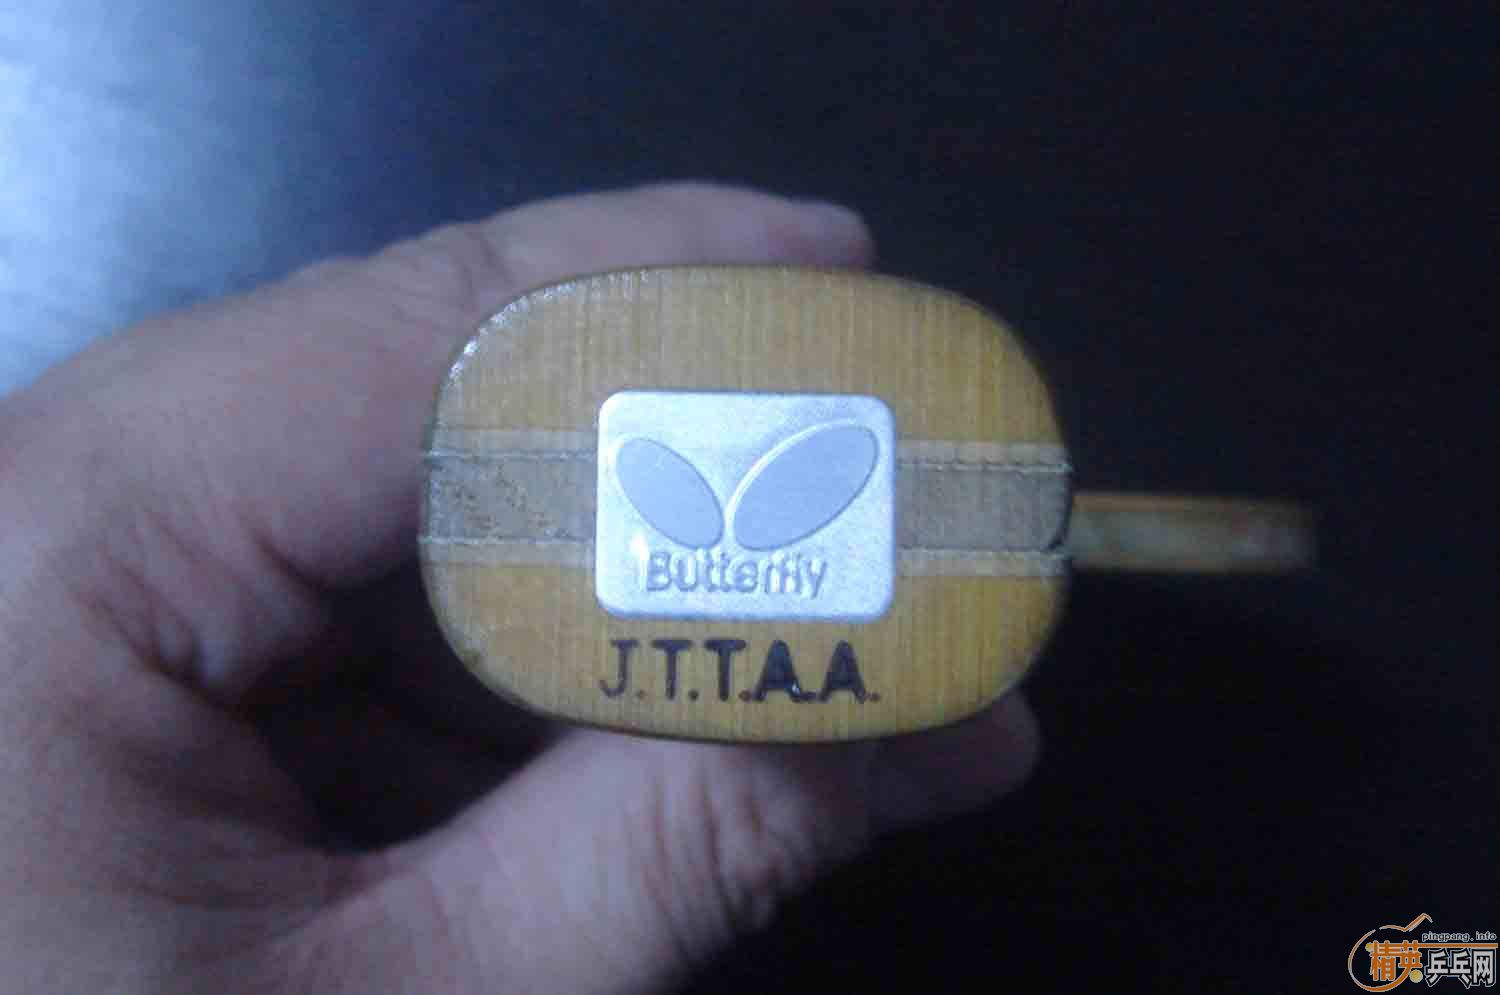 Butterfly
J.T.T.A.A.
pingpang.info
精英乒乓网